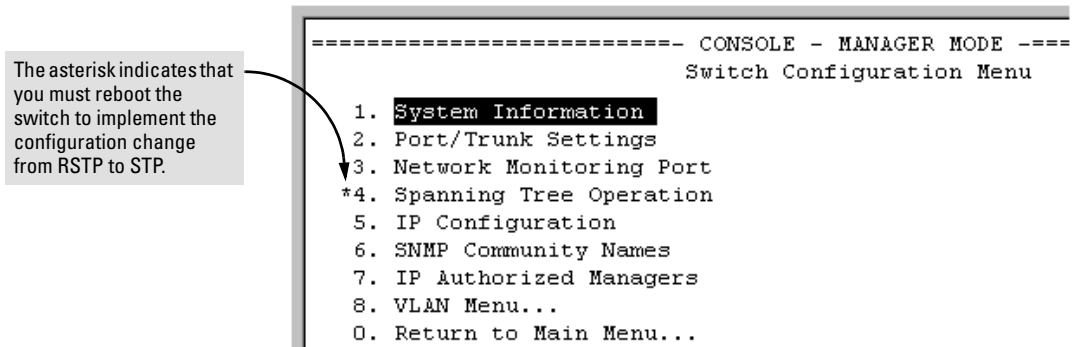 The asterisk indicates that
you must reboot the
switch to implement the
configuration change
from RSTP to STP.
==========================- CONSOLE - MANAGER MODE -===
Switch Configuration Menu
1. System Information
2. Port/Trunk Settings
3. Network Monitoring Port
*4. Spanning Tree Operation
5. IP Configuration
6. SNMP Community Names
7. IP Authorized Managers
8. VLAN Menu...
0. Return to Main Menu...